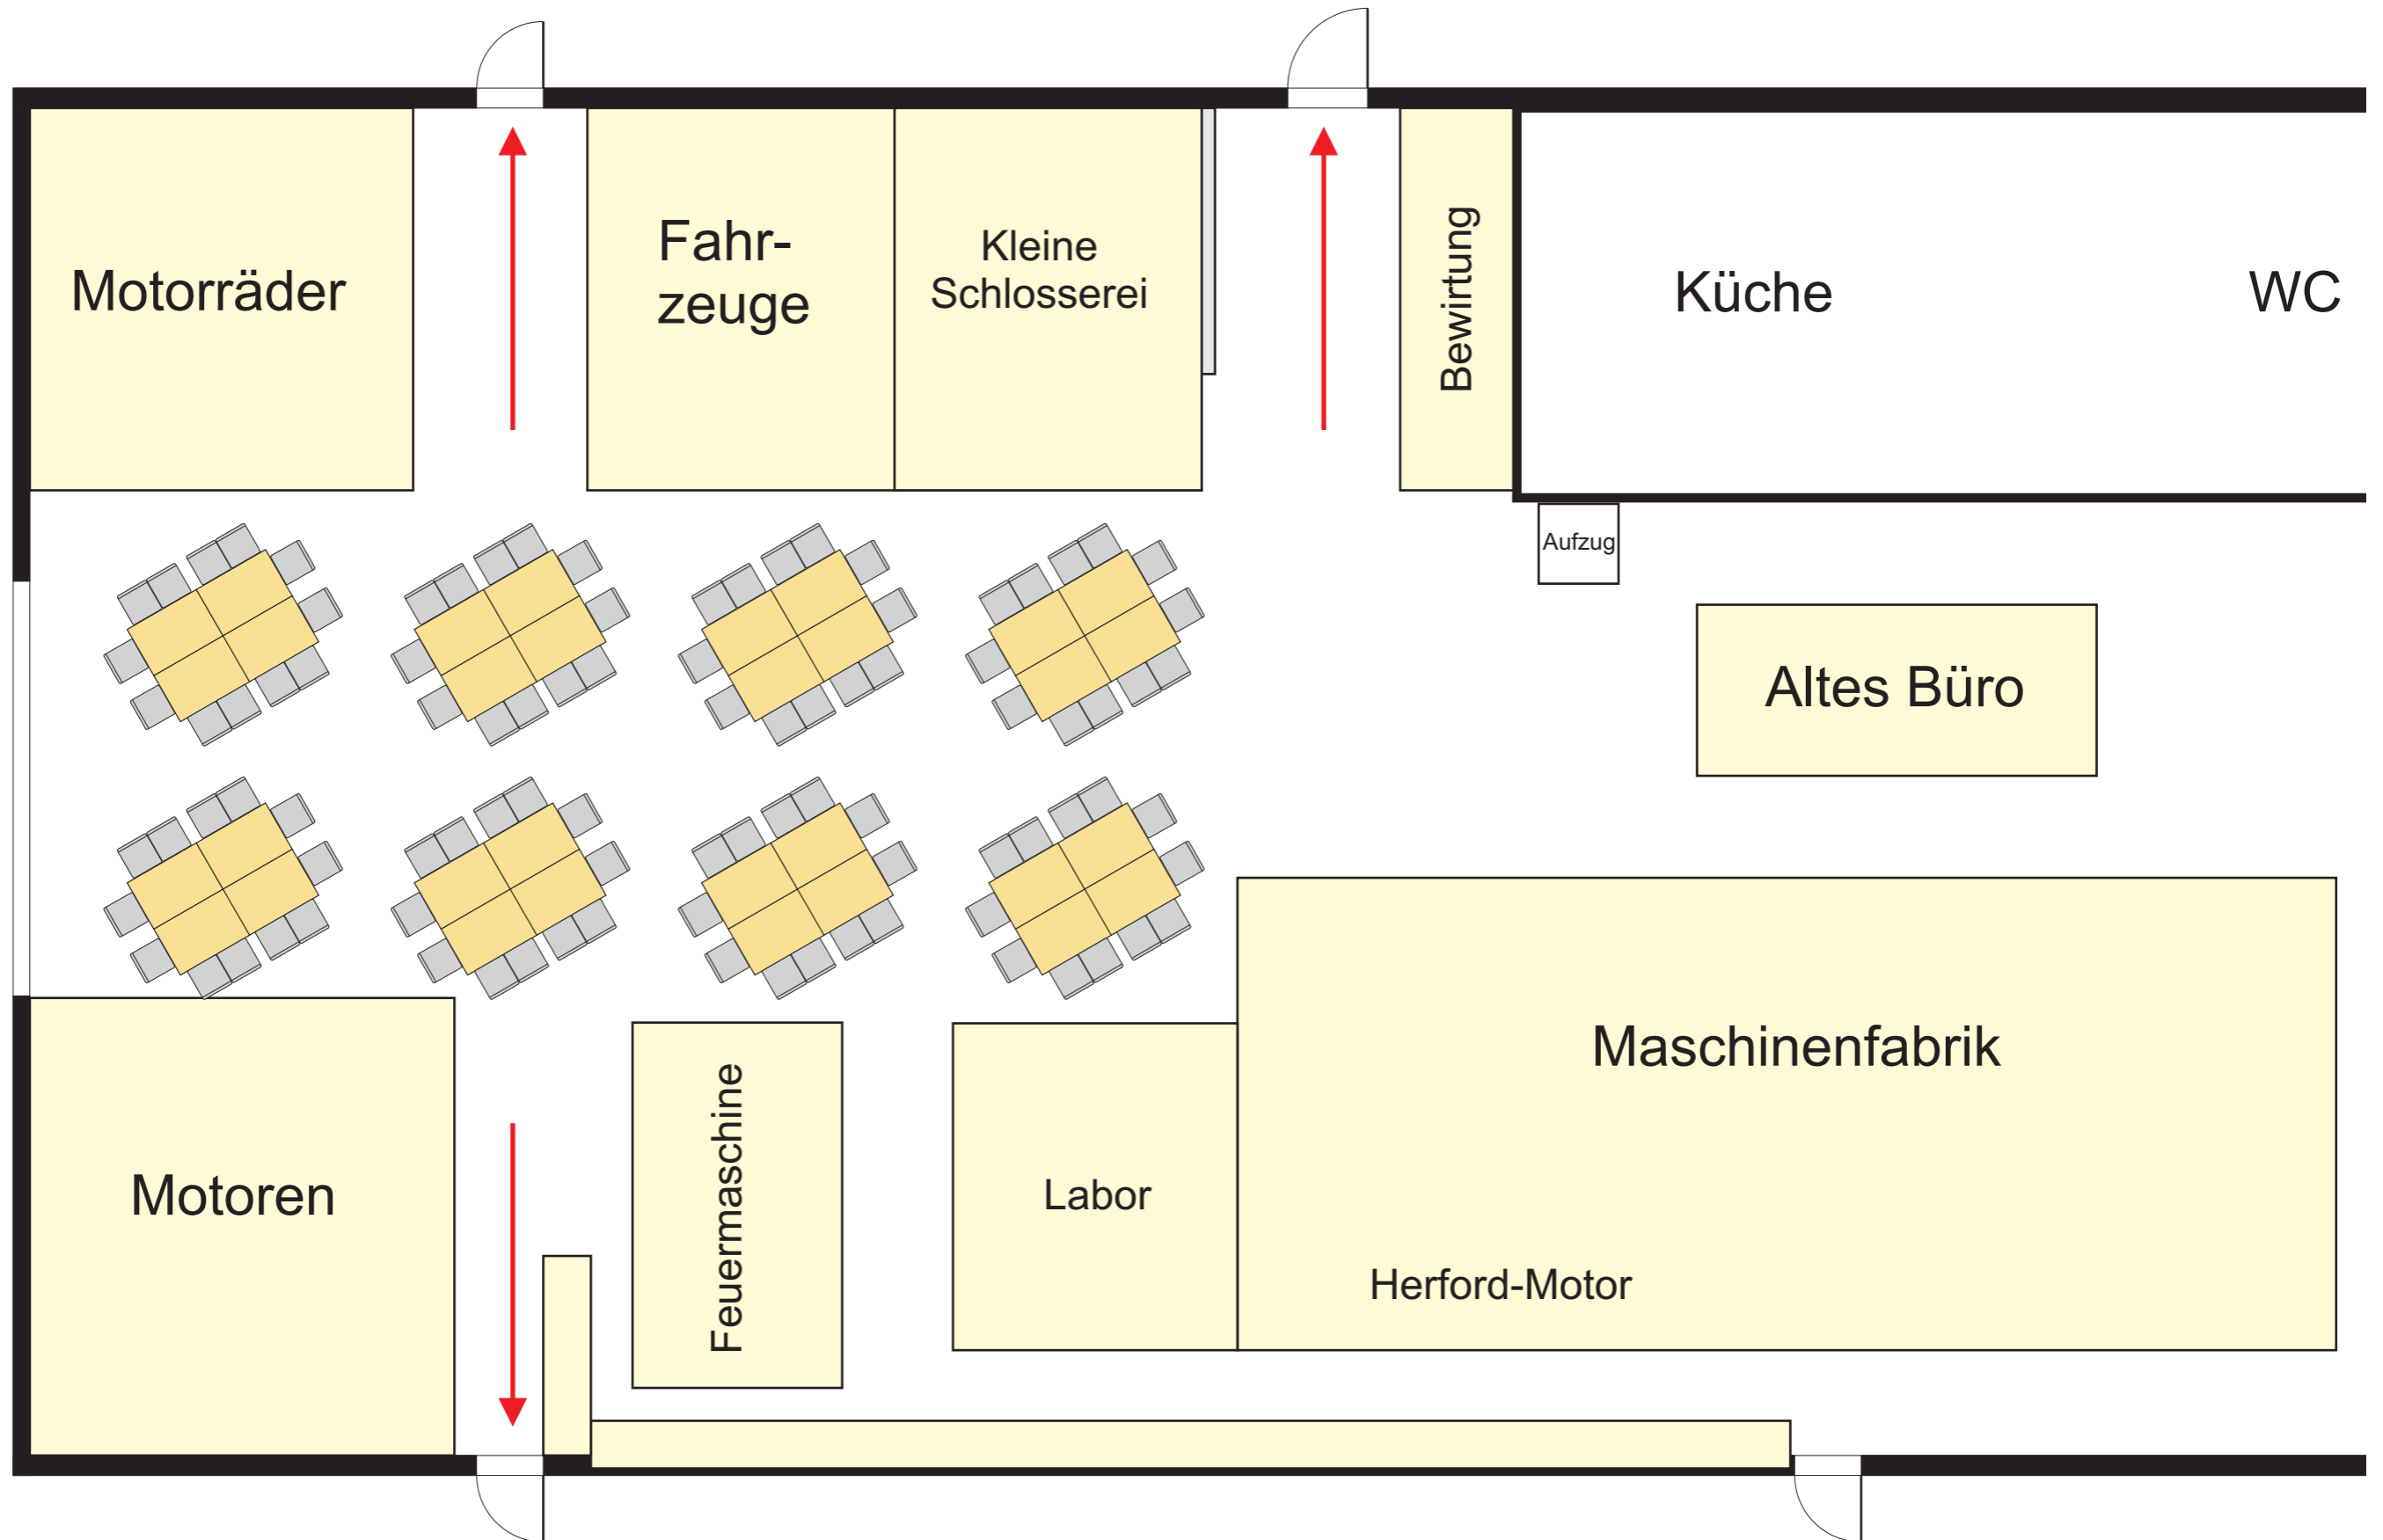 Motorräder
Fahr-
zeuge
Kleine
Schlosserei
Bewirtung
Küche
WC
Aufzug
Altes Büro
Maschinenfabrik
Motoren
Feuermaschine
Labor
Herford-Motor